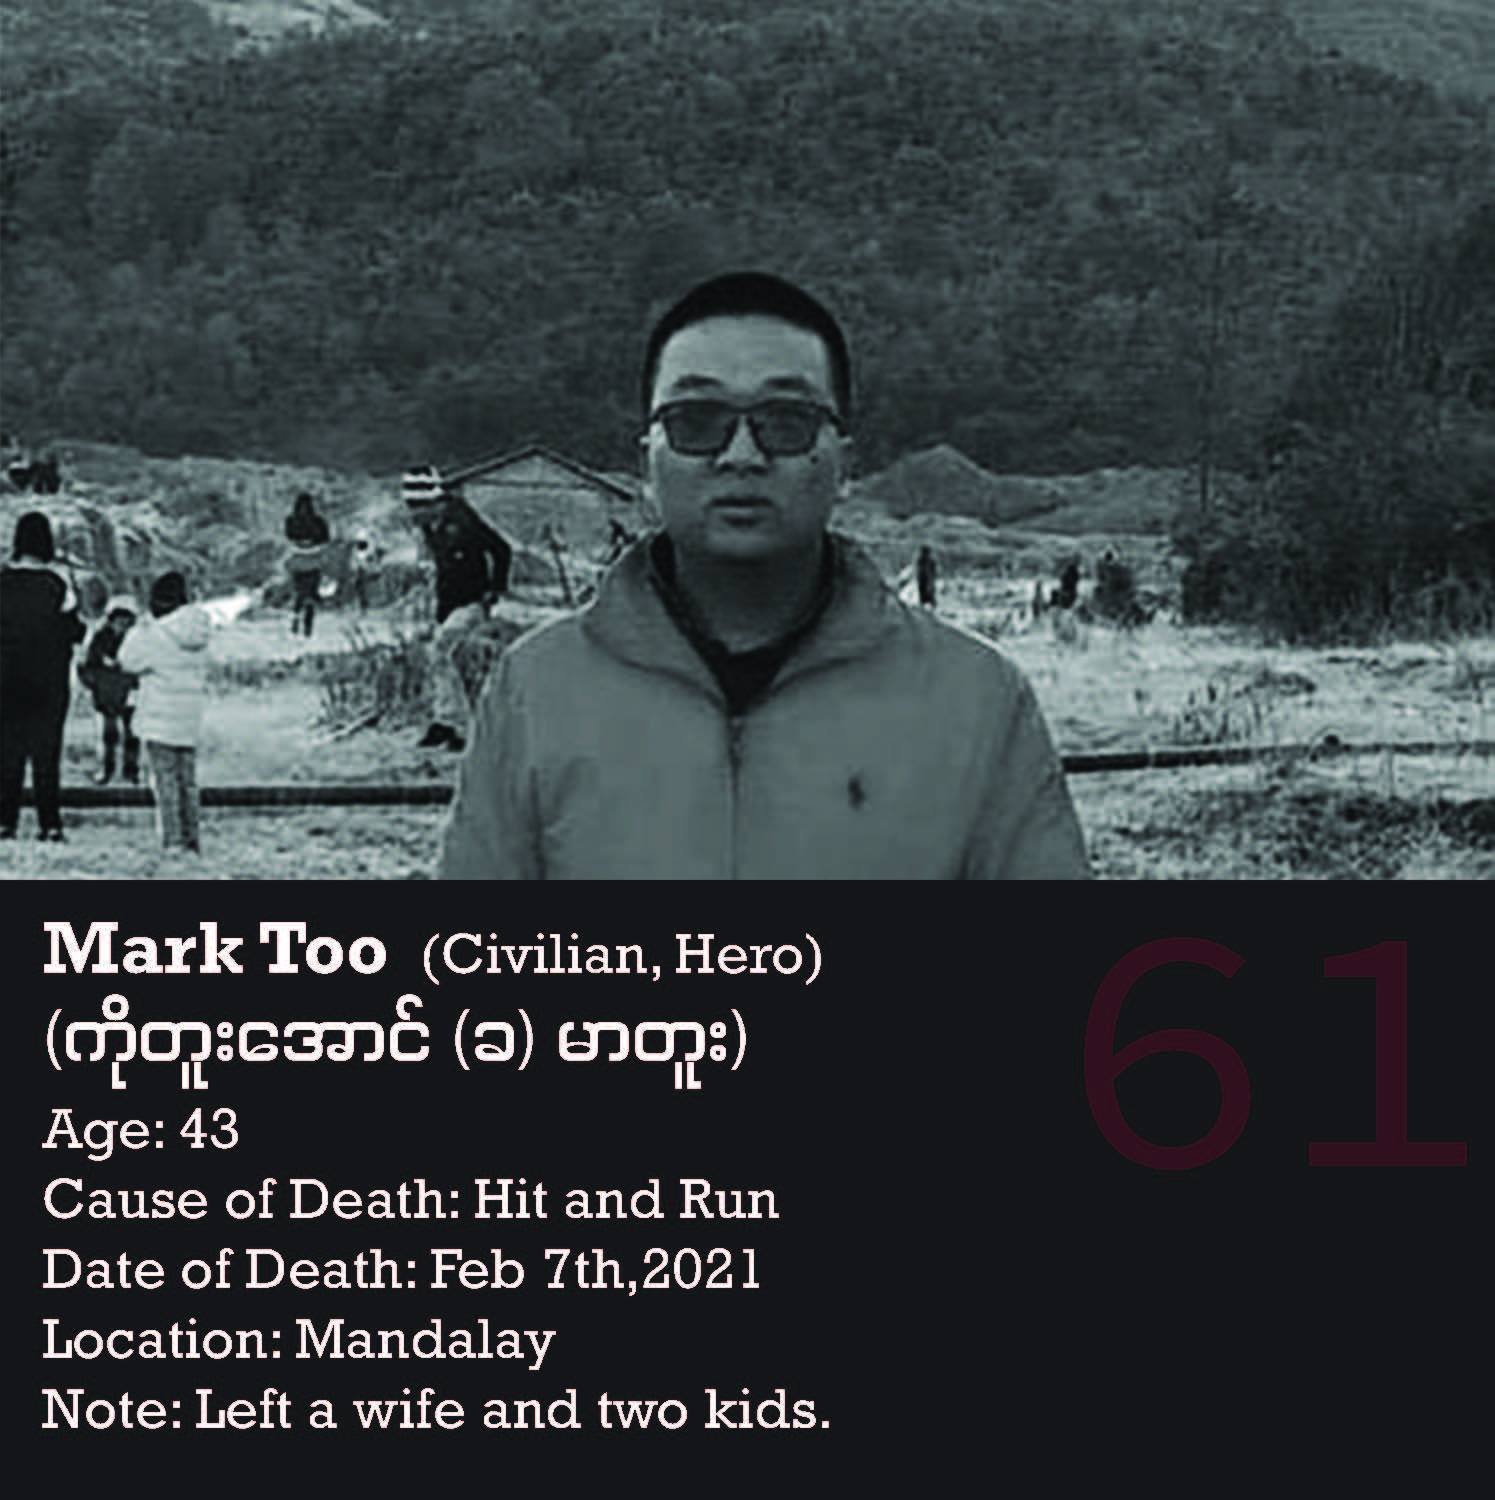 Mark Too (Civilian, Hero)
(ကိုတူးအောင် (ခ) မာတူး)
61
Age: 43
Cause of Death: Hit and Run
Date of Death: Feb 7th,2021
Location: Mandalay
Note: Left a wife and two kids.